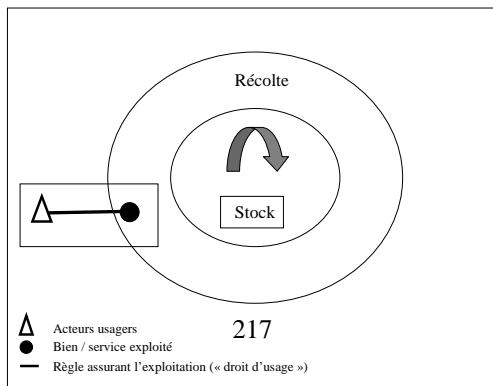 Récolte
Stock
217
Acteurs usagers
Bien / service exploité
Règle assurant l'exploitation (« droit d'usage »)